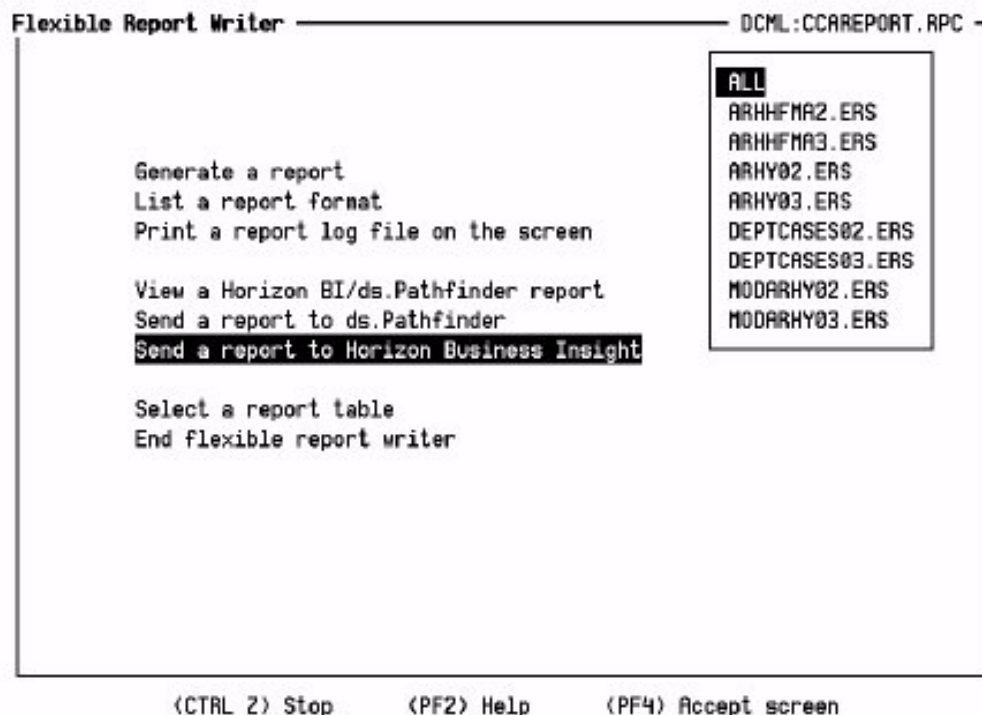 Flexible Report Writer DCML:CCAREPORT.RPC
ALL
ARHHFMA2.ERS
ARHHFMA3.ERS
ARHY02.ERS
ARHY03.ERS
DEPTCASES02.ERS
DEPTCASES03.ERS
MODARHY02.ERS
MODARHY03.ERS
Generate a report
List a report format
Print a report log file on the screen
View a Horizon BI/ds.Pathfinder report
Send a report to ds.Pathfinder
Send a report to Horizon Business Insight
Select a report table
End flexible report writer
(CTRL Z) Stop (PF2) Help (PF4) Accept screen